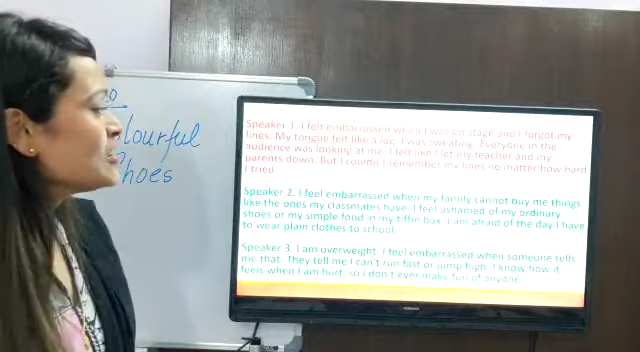 lourful
Shoes
Speaker 1. I felt embarrassed when I was on stage and I forgot my
lines. My tongue felt like a log. I was sweating. Everyone in the
audience was looking at me. I felt like I let my teacher and my
parents down. But I couldn't remember my lines no matter how hard
I tried.
Speaker 2. I feel embarrassed when my family cannot buy me things
like the ones my classmates have. I feel ashamed of my ordinary
shoes or my simple food in my tiffin box. I am afraid of the day I have
to wear plain clothes to school.
Speaker 3. I am overweight. I feel embarrassed when someone tells
me that. They tell me I can't run fast or jump high. I know how it
feels when I am hurt, so I don't ever make fun of anyone.
SAMSUNG